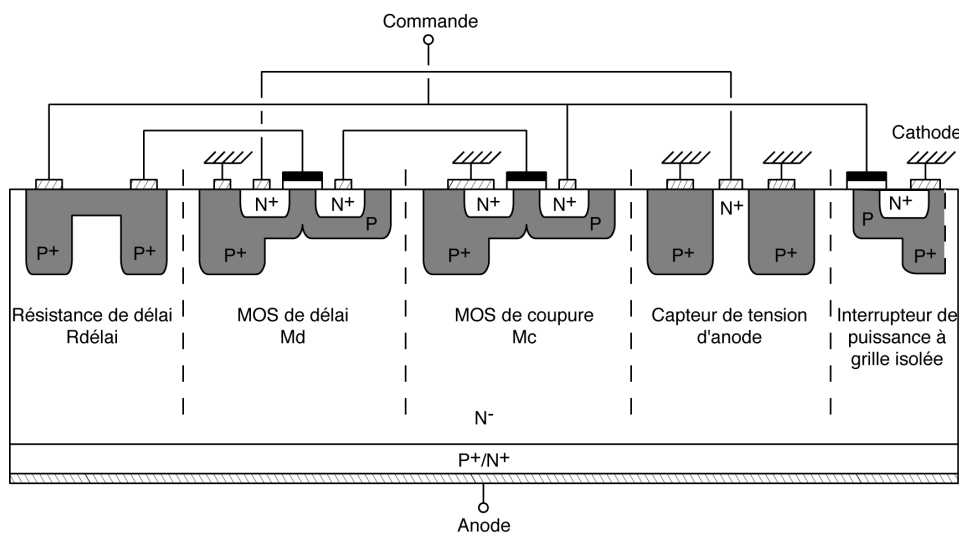 Commande
Cathode
N+
N+
N+
N+
N+
N+
P
P
P
P+
P+
P+
P+
P+
P+
P+
Résistance de délai
Rdélai
MOS de délai
Md
MOS de coupure
Mc
Capteur de tension
d'anode
Interrupteur de
puissance à
grille isolée
N-
P+/N+
Anode